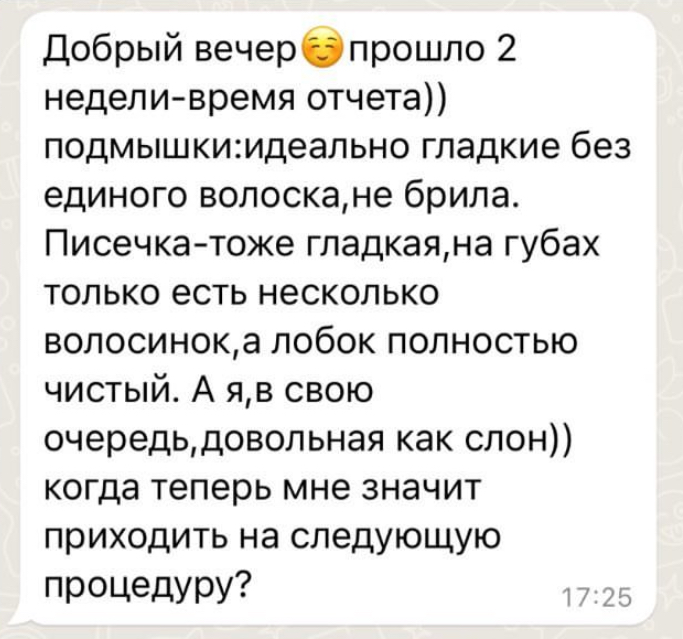 Добрый вечер☺️прошло 2
недели-время отчета))
подмышки:идеально гладкие без
единого волоска,не брила.
Писечка-тоже гладкая,на губах
только есть несколько
волосинок,а лобок полностью
чистый. А я,в свою
очередь,довольная как слон))
когда теперь мне значит
приходить на следующую
процедуру?
17:25